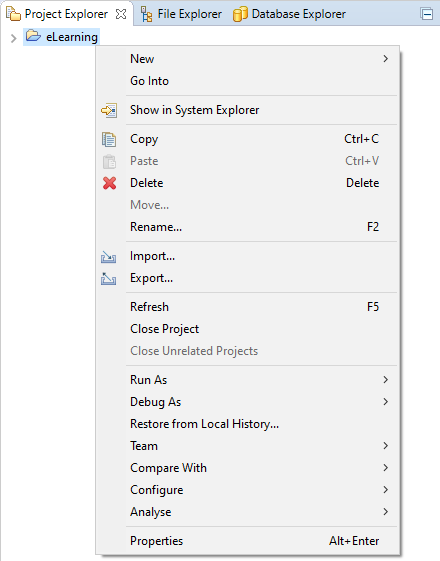 Project Explorer File Explorer Database Explorer
eLearning
New
Go Into
Show in System Explorer
Copy Ctrl+C
Paste Ctrl+V
Delete Delete
Move...
Rename... F2
Import...
Export...
Refresh F5
Close Project
Close Unrelated Projects
Run As
Debug As
Restore from Local History...
Team
Compare With
Configure
Analyse
Properties Alt+Enter